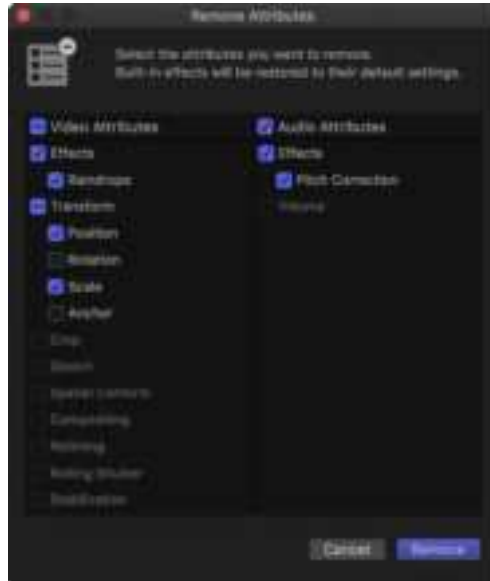 Remove Attributes
Select the attributes you want to remove.
Built-in effects will be restored to their default settings.
Video Attributes
Effects
Raindrops
Transform
Position
Rotation
Scale
Anchor
Crop
Distort
Spatial Conform
Compositing
Retiming
Rolling Shutter
Stabilization
Audio Attributes
Effects
Pitch Correction
Volume
Cancel
Remove